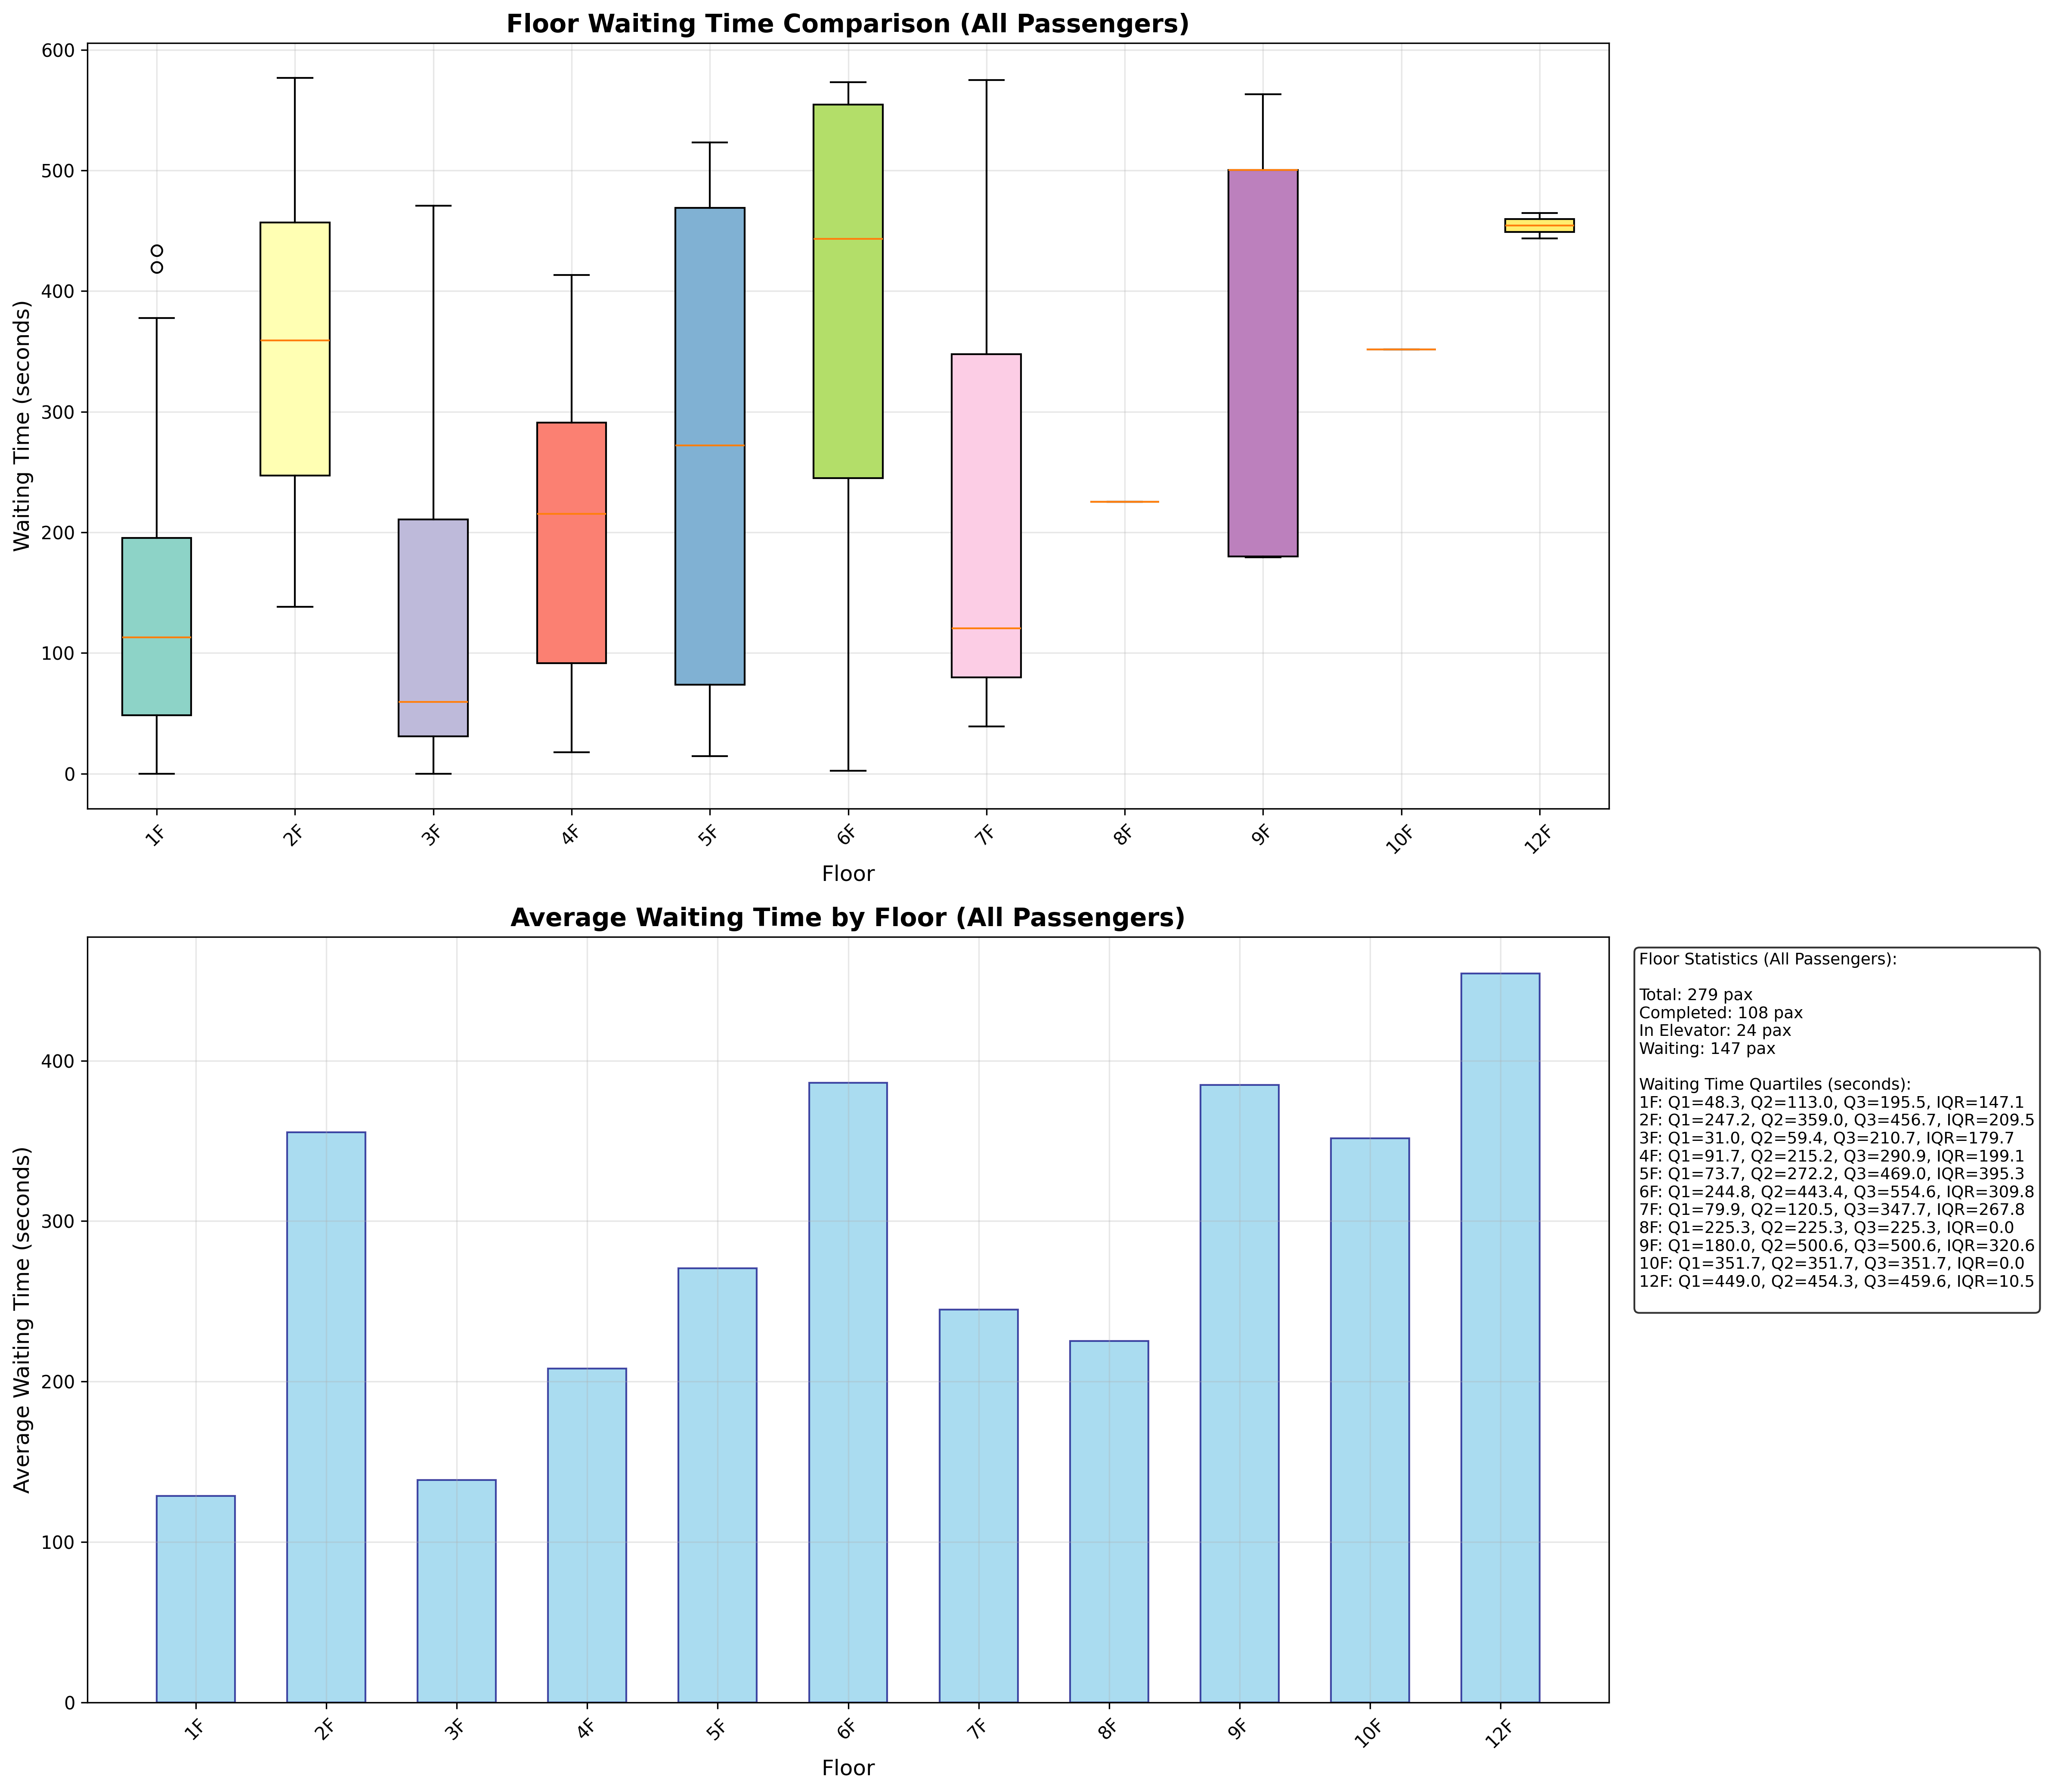 Floor Waiting Time Comparison (All Passengers)
Waiting Time (seconds)
600
500
400
300
200
100
0
1F 2F 3F 4F 5F 6F 7F 8F 9F 10F 12F
Floor
Average Waiting Time by Floor (All Passengers)
Average Waiting Time (seconds)
400
300
200
100
0
1F 2F 3F 4F 5F 6F 7F 8F 9F 10F 12F
Floor
Floor Statistics (All Passengers):
Total: 279 pax
Completed: 108 pax
In Elevator: 24 pax
Waiting: 147 pax
Waiting Time Quartiles (seconds):
1F: Q1=48.3, Q2=113.0, Q3=195.5, IQR=147.1
2F: Q1=247.2, Q2=359.0, Q3=456.7, IQR=209.5
3F: Q1=31.0, Q2=59.4, Q3=210.7, IQR=179.7
4F: Q1=91.7, Q2=215.2, Q3=290.9, IQR=199.1
5F: Q1=73.7, Q2=272.2, Q3=469.0, IQR=395.3
6F: Q1=244.8, Q2=443.4, Q3=554.6, IQR=309.8
7F: Q1=79.9, Q2=120.5, Q3=347.7, IQR=267.8
8F: Q1=225.3, Q2=225.3, Q3=225.3, IQR=0.0
9F: Q1=180.0, Q2=500.6, Q3=500.6, IQR=320.6
10F: Q1=351.7, Q2=351.7, Q3=351.7, IQR=0.0
12F: Q1=449.0, Q2=454.3, Q3=459.6, IQR=10.5